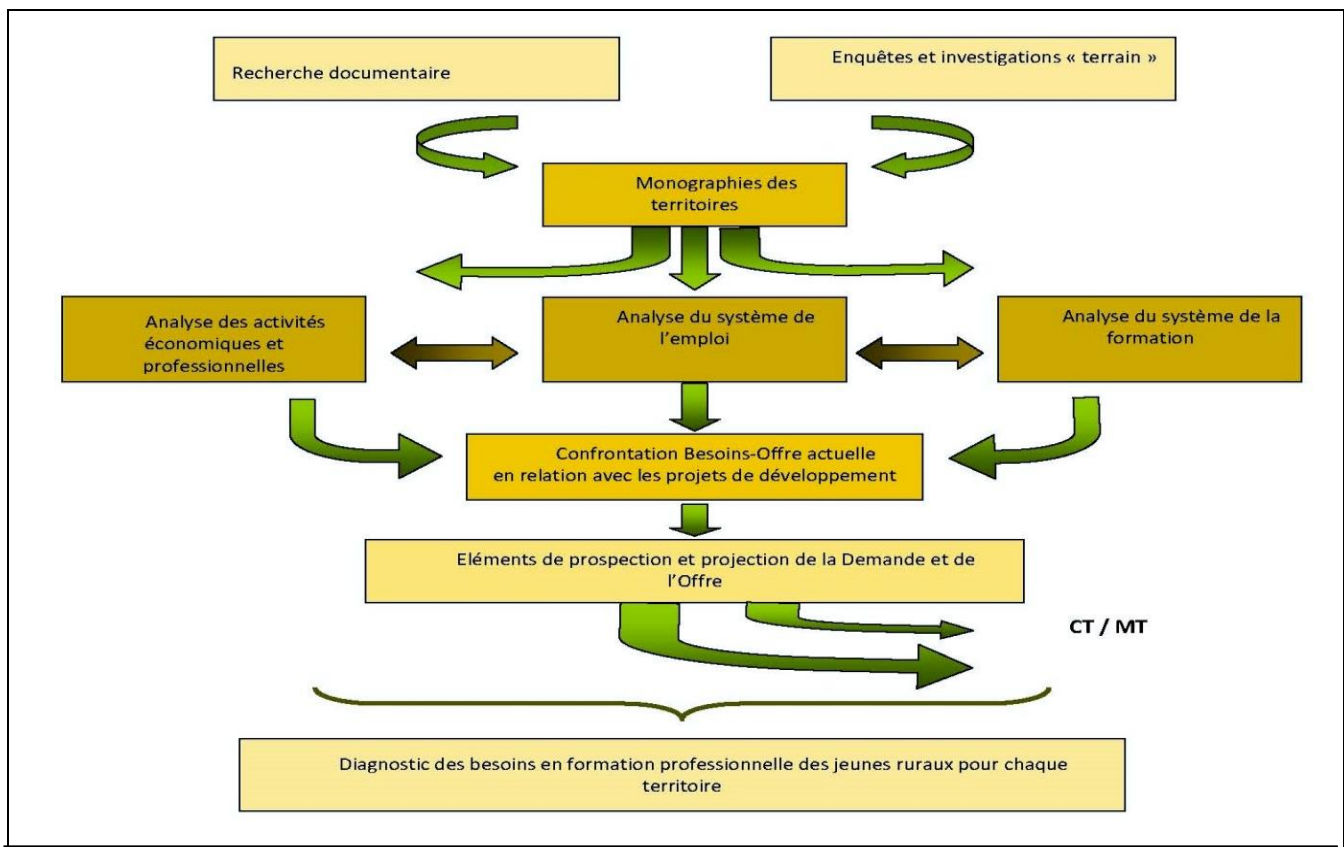 Recherche documentaire
Enquêtes et investigations « terrain »
Monographies des
territoires
Analyse des activités
économiques et
professionnelles
Analyse du système de
l'emploi
Analyse du système de la
formation
Confrontation Besoins-Offre actuelle
en relation avec les projets de développement
Eléments de prospection et projection de la Demande et de
l'Offre
CT / MT
Diagnostic des besoins en formation professionnelle des jeunes ruraux pour chaque
territoire